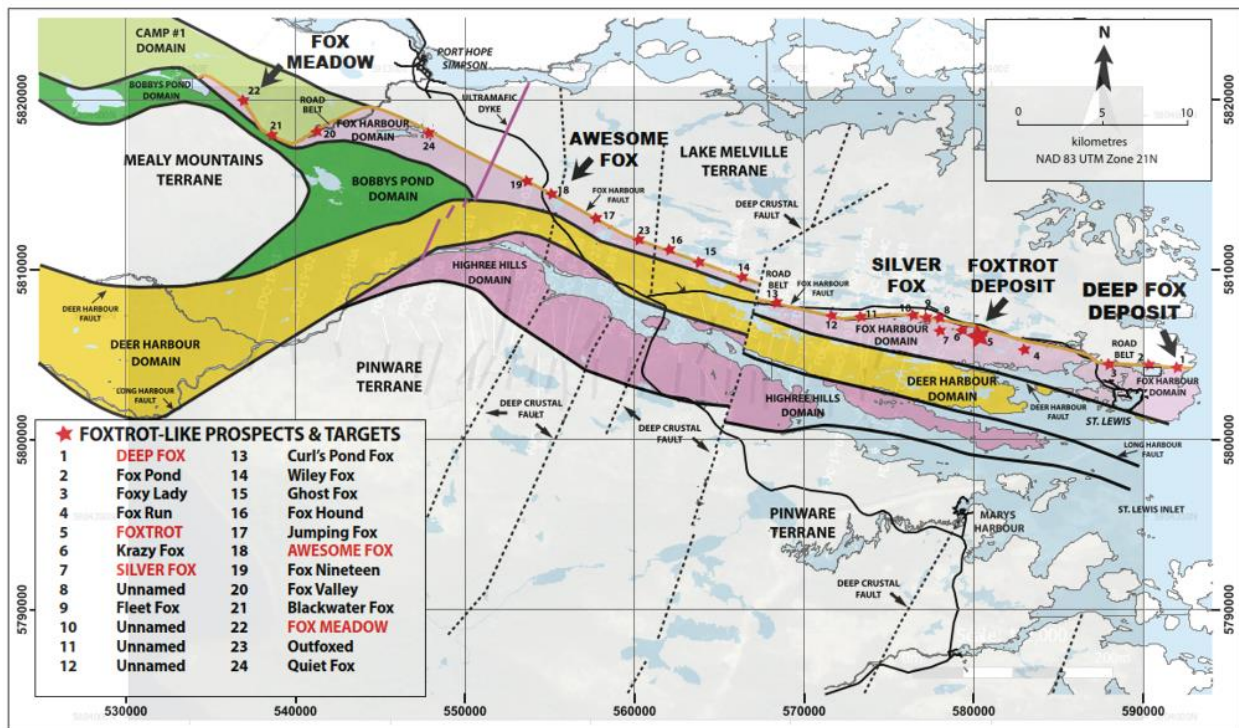 CAMP #1
DOMAIN
FOX
MEADOW
PORT HOPE
SIMPSON
N
BOBBYS POND
DOMAIN
22
ROAD
BELT
ULTRAMAFIC
DYKE
5820000
5820000
0
5
10
kilometres
NAD 83 UTM Zone 21N
21
20
FOX HARBOUR
DOMAIN
24
AWESOME
FOX
LAKE MELVILLE
TERRANE
MEALY MOUNTAINS
TERRANE
BOBBYS POND
DOMAIN
19
18
FOX HARBOUR
FAULT
17
DEEP CRUSTAL
FAULT
23
16
15
14
5810000
5810000
HIGHREE HILLS
DOMAIN
ROAD
BELT
13
FOX HARBOUR
FAULT
SILVER
FOX
FOXTROT
DEPOSIT
DEEP FOX
DEPOSIT
DEER HARBOUR
FAULT
12
11
10
9
8
FOX HARBOUR
DOMAIN
7
6
5
4
ROAD
BELT
2
1
FOX HARBOUR
DOMAIN
DEER HARBOUR
DOMAIN
PINWARE
TERRANE
DEER HARBOUR
DOMAIN
DEER HARBOUR
FAULT
ST. LEWIS
LONG HARBOUR
FAULT
DEEP CRUSTAL
FAULT
DEEP CRUSTAL
FAULT
HIGHREE HILLS
DOMAIN
LONG HARBOUR
FAULT
5800000
5800000
ST. LEWIS INLET
PINWARE
TERRANE
MARYS
HARBOUR
DEEP CRUSTAL
FAULT
5790000
5790000
FOXTROT-LIKE PROSPECTS & TARGETS
1 DEEP FOX 13 Curl's Pond Fox
2 Fox Pond 14 Wiley Fox
3 Foxy Lady 15 Ghost Fox
4 Fox Run 16 Fox Hound
5 FOXTROT 17 Jumping Fox
6 Krazy Fox 18 AWESOME FOX
7 SILVER FOX 19 Fox Nineteen
8 Unnamed 20 Fox Valley
9 Fleet Fox 21 Blackwater Fox
10 Unnamed 22 FOX MEADOW
11 Unnamed 23 Outfoxed
12 Unnamed 24 Quiet Fox
530000
540000
550000
560000
570000
580000
590000